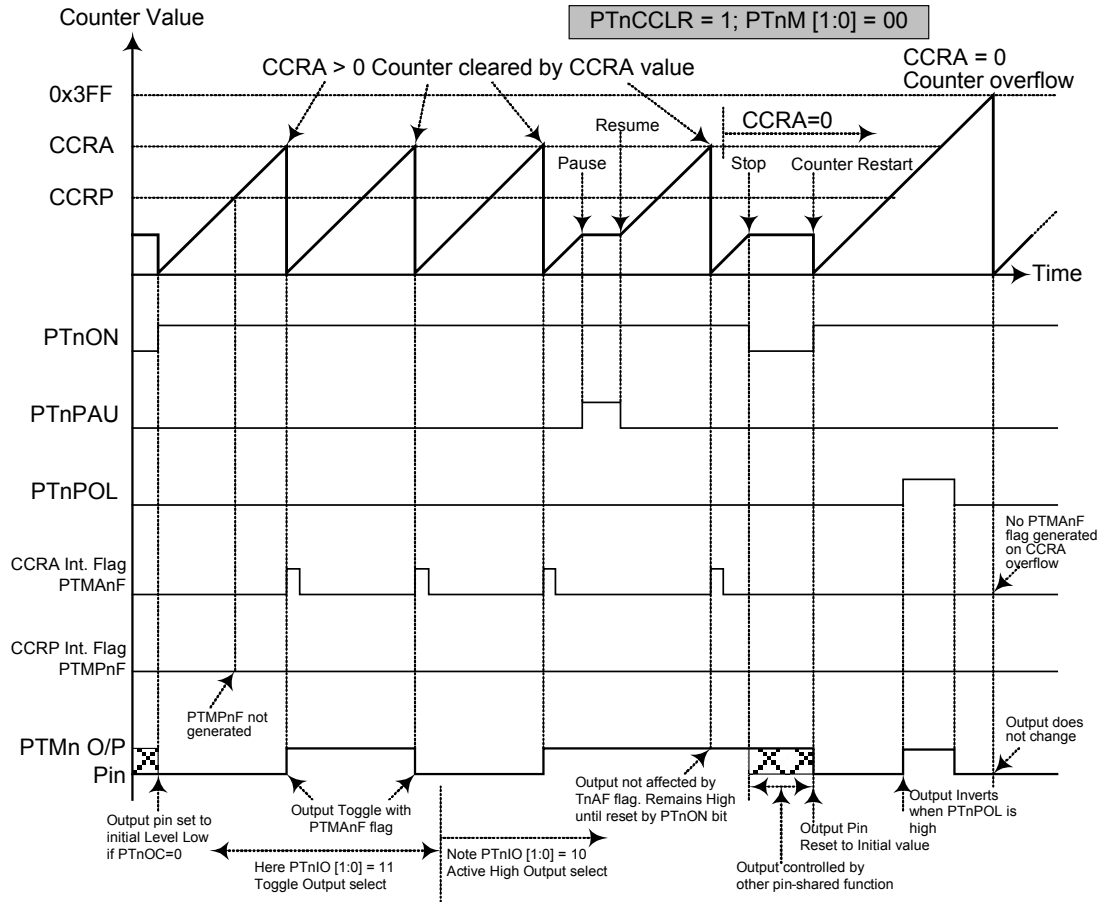 Counter Value
PTnCCLR = 1; PTnM [1:0] = 00
CCRA = 0
Counter overflow
CCRA > 0 Counter cleared by CCRA value
0x3FF
CCRA
CCRP
Resume
CCRA=0
Pause
Stop
Counter Restart
Time
PTnON
PTnPAU
PTnPOL
No PTMAnF
flag generated
on CCRA
overflow
CCRA Int. Flag
PTMAnF
CCRP Int. Flag
PTMPnF
PTMPnF not
generated
PTMn O/P
Pin
Output does
not change
Output pin set to
initial Level Low
if PTnOC=0
Output Toggle with
PTMAnF flag
Output not affected by
TnAF flag. Remains High
until reset by PTnON bit
Output Inverts
when PTnPOL is
high
Output Pin
Reset to Initial value
Here PTnIO [1:0] = 11
Toggle Output select
Note PTnIO [1:0] = 10
Active High Output select
Output controlled by
other pin-shared function